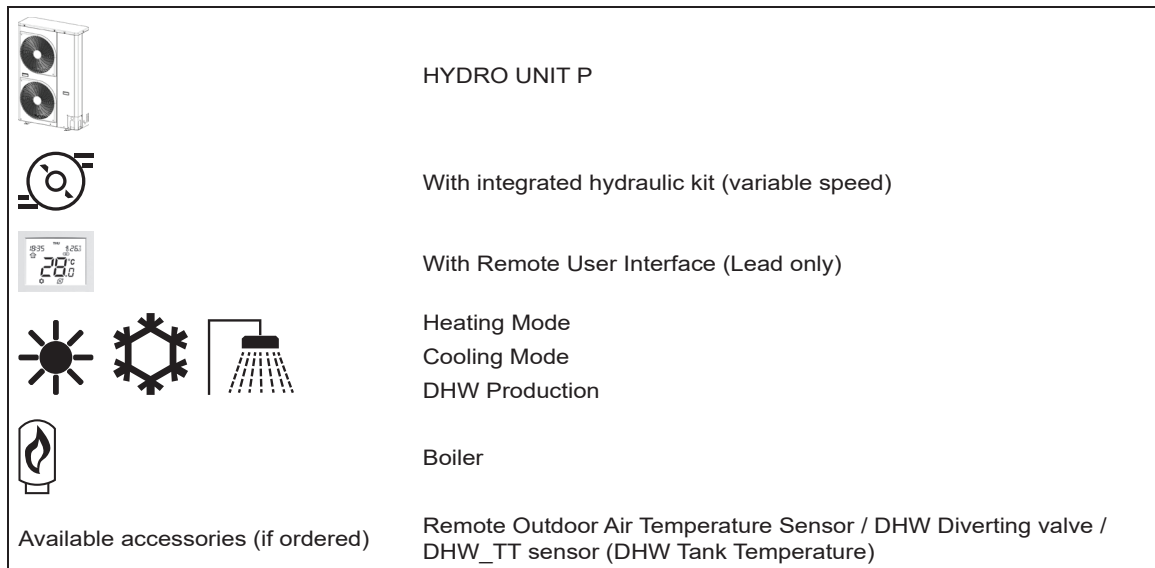 HYDRO UNIT P
With integrated hydraulic kit (variable speed)
With Remote User Interface (Lead only)
28.0
°C
Heating Mode
Cooling Mode
DHW Production
Boiler
Available accessories (if ordered)
Remote Outdoor Air Temperature Sensor / DHW Diverting valve /
DHW_TT sensor (DHW Tank Temperature)